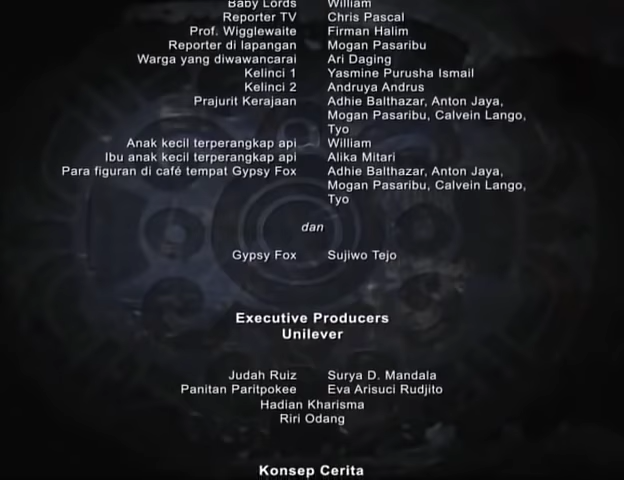 Baby Lords William
Reporter TV Chris Pascal
Prof. Wigglewaite Firman Halim
Reporter di lapangan Mogan Pasaribu
Warga yang diwawancarai Ari Daging
Kelinci 1 Yasmine Purusha Ismail
Kelinci 2 Andruya Andrus
Prajurit Kerajaan Adhie Balthazar, Anton Jaya,
Mogan Pasaribu, Calvein Lango,
Tyo
Anak kecil terperangkap api William
Ibu anak kecil terperangkap api Alika Mitari
Para figuran di café tempat Gypsy Fox Adhie Balthazar, Anton Jaya,
Mogan Pasaribu, Calvein Lango,
Tyo
dan
Gypsy Fox Sujiwo Tejo
Executive Producers
Unilever
Judah Ruiz Surya D. Mandala
Panitan Paritpokee Eva Arisuci Rudjito
Hadian Kharisma
Riri Odang
Konsep Cerita